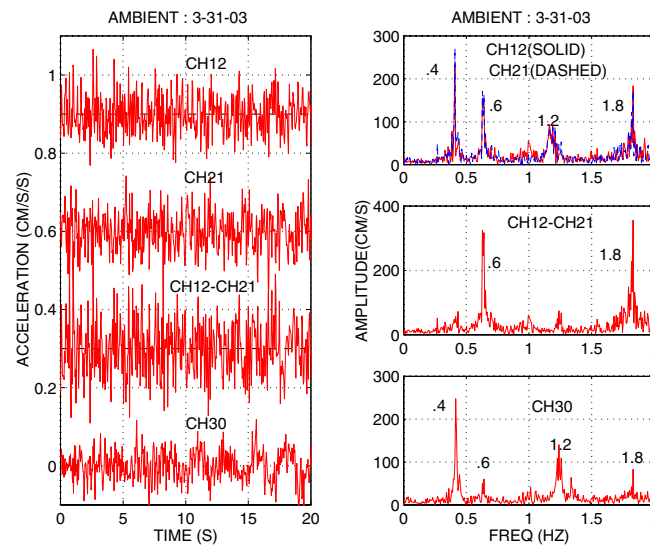 AMBIENT : 3-31-03
ACCELERATION (CM/S/S)
1
0.8
0.6
0.4
0.2
0
CH12
CH21
CH12-CH21
CH30
0 5 10 15 20
TIME (S)
AMBIENT : 3-31-03
AMPLITUDE(CM/S)
300
200
100
0
CH12(SOLID)
CH21(DASHED)
.4
.6
1.2
1.8
0 0.5 1 1.5 2
400
200
0
CH12-CH21
.6
1.8
0 0.5 1 1.5 2
300
200
100
0
CH30
.4
.6
1.2
1.8
0 0.5 1 1.5 2
FREQ (HZ)